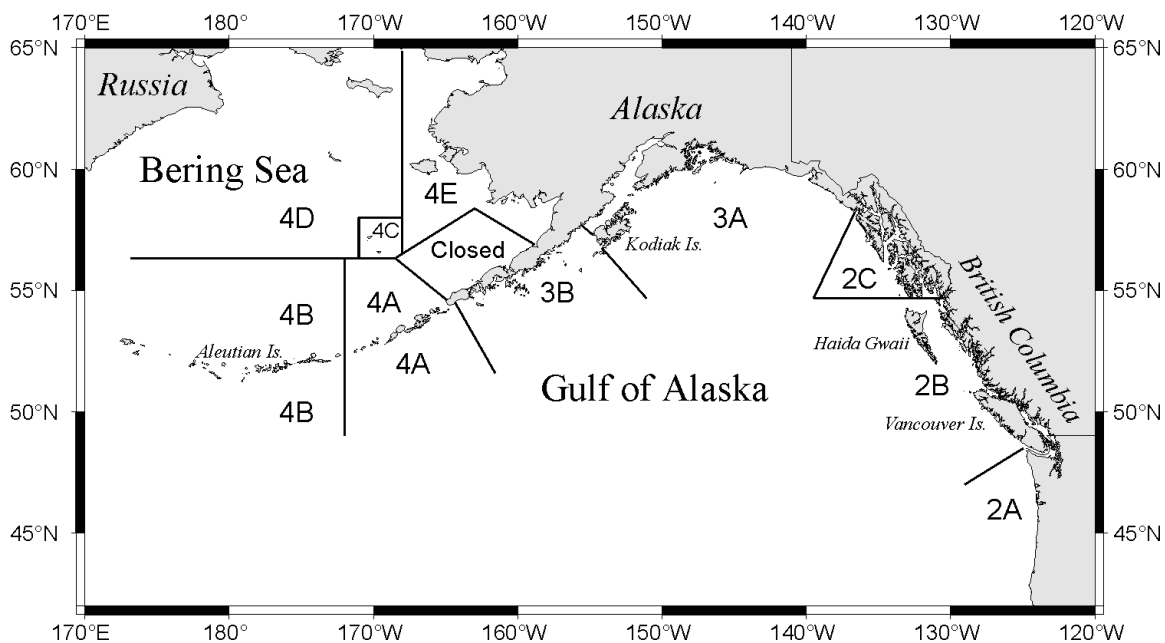 170°E 180° 170°W 160°W 150°W 140°W 130°W 120°W
65°N 65°N
Russia
Alaska
60°N 60°N
Bering Sea
4E
4D
4C
3A
Closed
Kodiak Is.
55°N 55°N
4A
3B
2C
British Columbia
4B
Haida Gwaii
Aleutian Is.
4A
Gulf of Alaska
2B
50°N 50°N
4B
Vancouver Is.
2A
45°N 45°N
170°E 180° 170°W 160°W 150°W 140°W 130°W 120°W